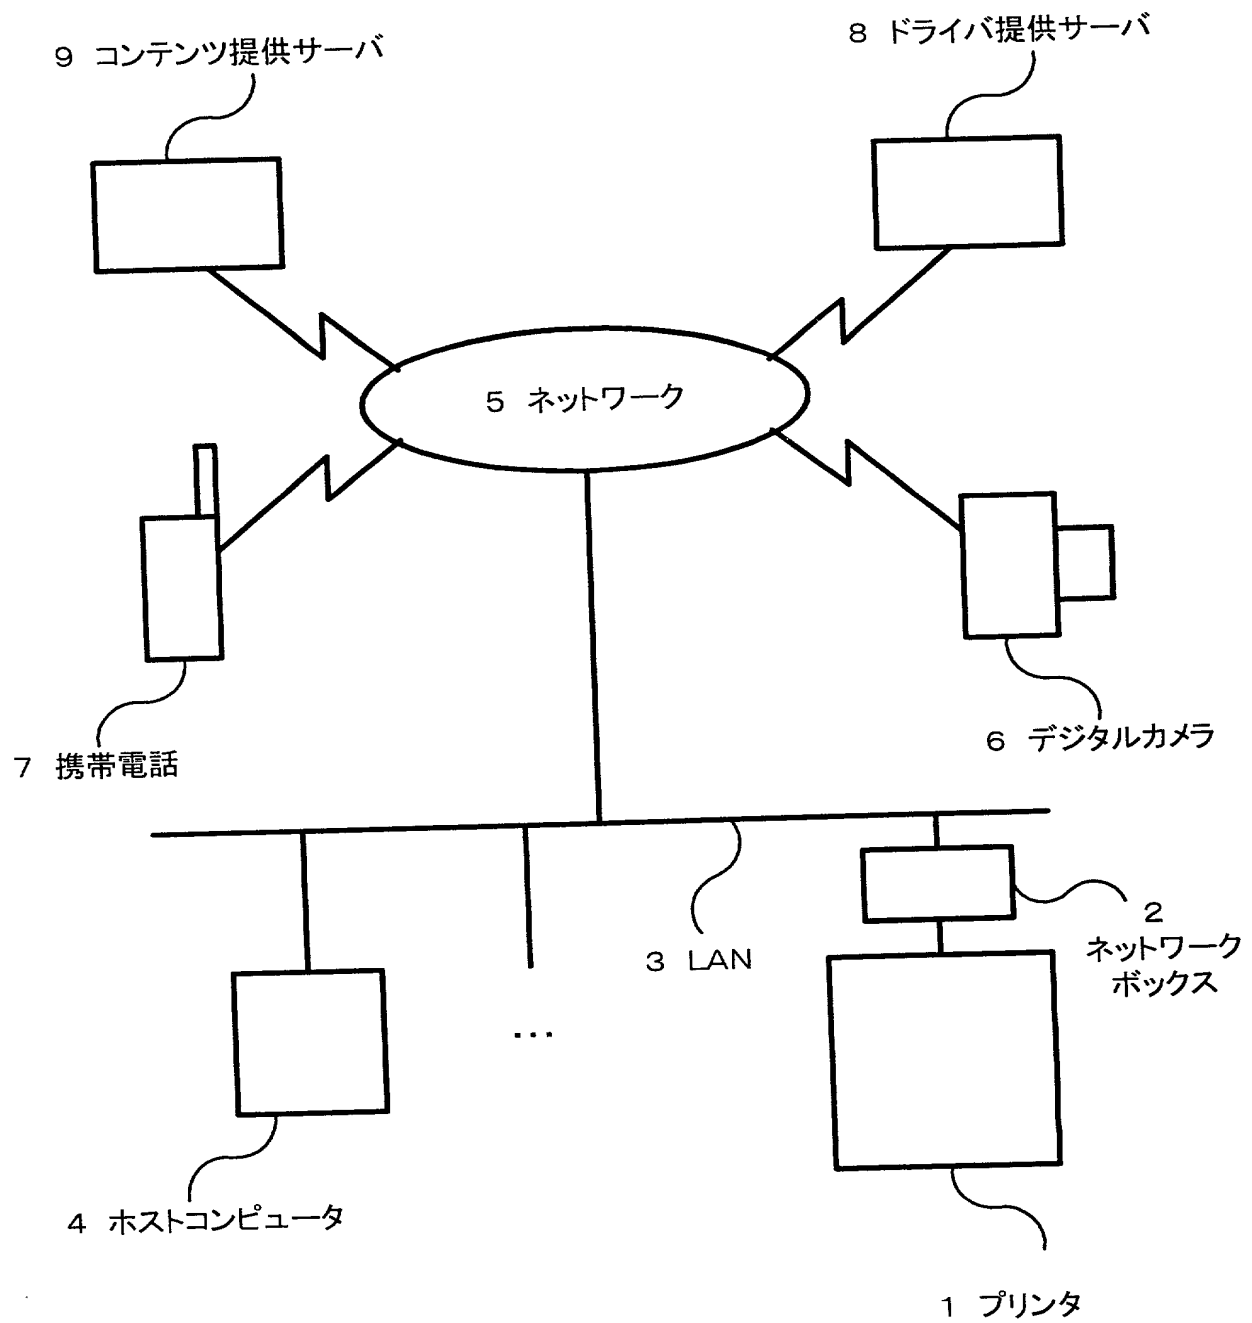 9 コンテンツ提供サーバ
8 ドライバ提供サーバ
5 ネットワーク
7 携帯電話
6 デジタルカメラ
3 LAN
2
ネットワーク
ボックス
...
4 ホストコンピュータ
1 プリンタ